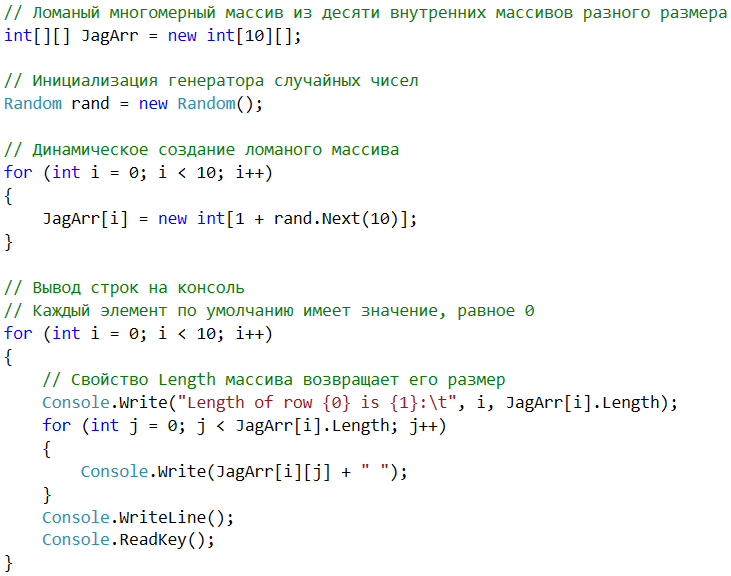 // Ломаный многомерный массив из десяти внутренних массивов разного размера
int[][] JagArr = new int[10][];

// Инициализация генератора случайных чисел
Random rand = new Random();

// Динамическое создание ломаного массива
for (int i = 0; i < 10; i++)
{
    JagArr[i] = new int[1 + rand.Next(10)];
}

// Вывод строк на консоль
// Каждый элемент по умолчанию имеет значение, равное 0
for (int i = 0; i < 10; i++)
{
    // Свойство Length массива возвращает его размер
    Console.Write("Length of row {0} is {1}:\t", i, JagArr[i].Length);
    for (int j = 0; j < JagArr[i].Length; j++)
    {
        Console.Write(JagArr[i][j] + " ");
    }
    Console.WriteLine();
    Console.ReadKey();
}